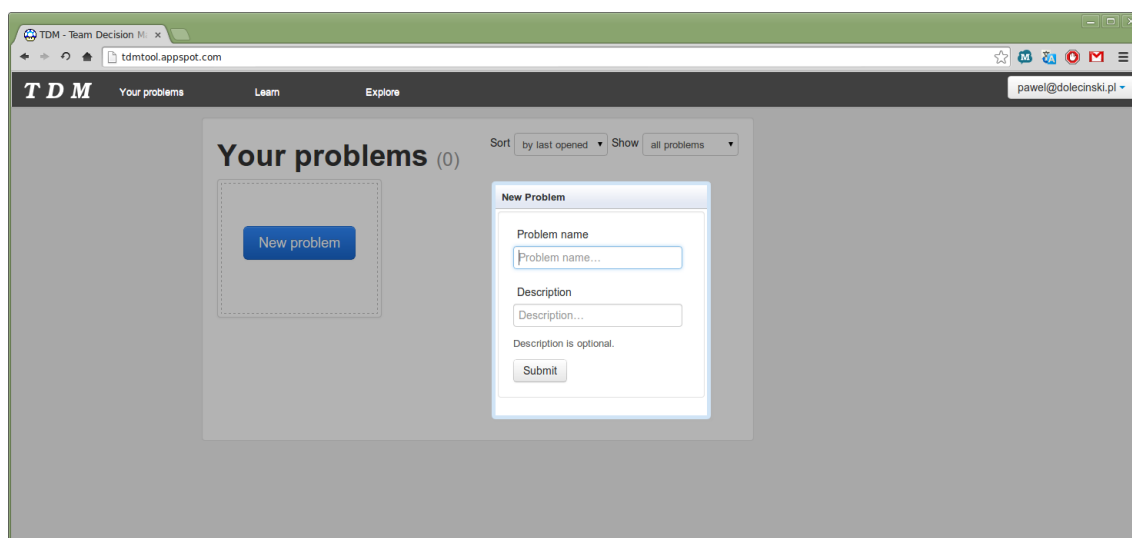 TDM - Team Decision M
tdmtool.appspot.com
T D M Your problems Learn Explore pawel@dolecinski.pl
Your problems (0)
Sort by last opened Show all problems
New problem
New Problem
Problem name
Problem name...
Description
Description...
Description is optional.
Submit